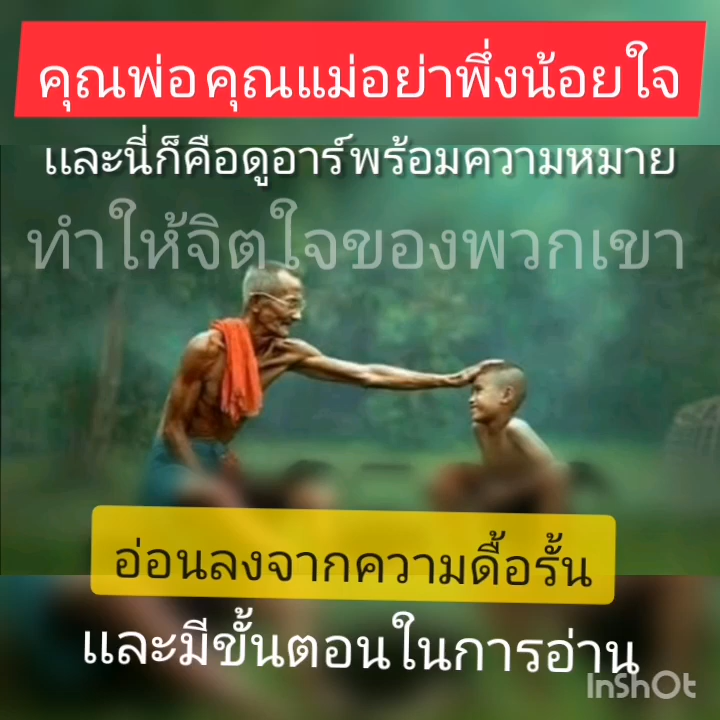 คุณพ่อคุณแม่อย่าพึ่งน้อยใจ
และนี่ก็คือดูอาร์พร้อมความหมาย
ทำให้จิตใจของพวกเขา
อ่อนลงจากความดื้อรั้น
และมีขั้นตอนในการอ่าน
InShOt